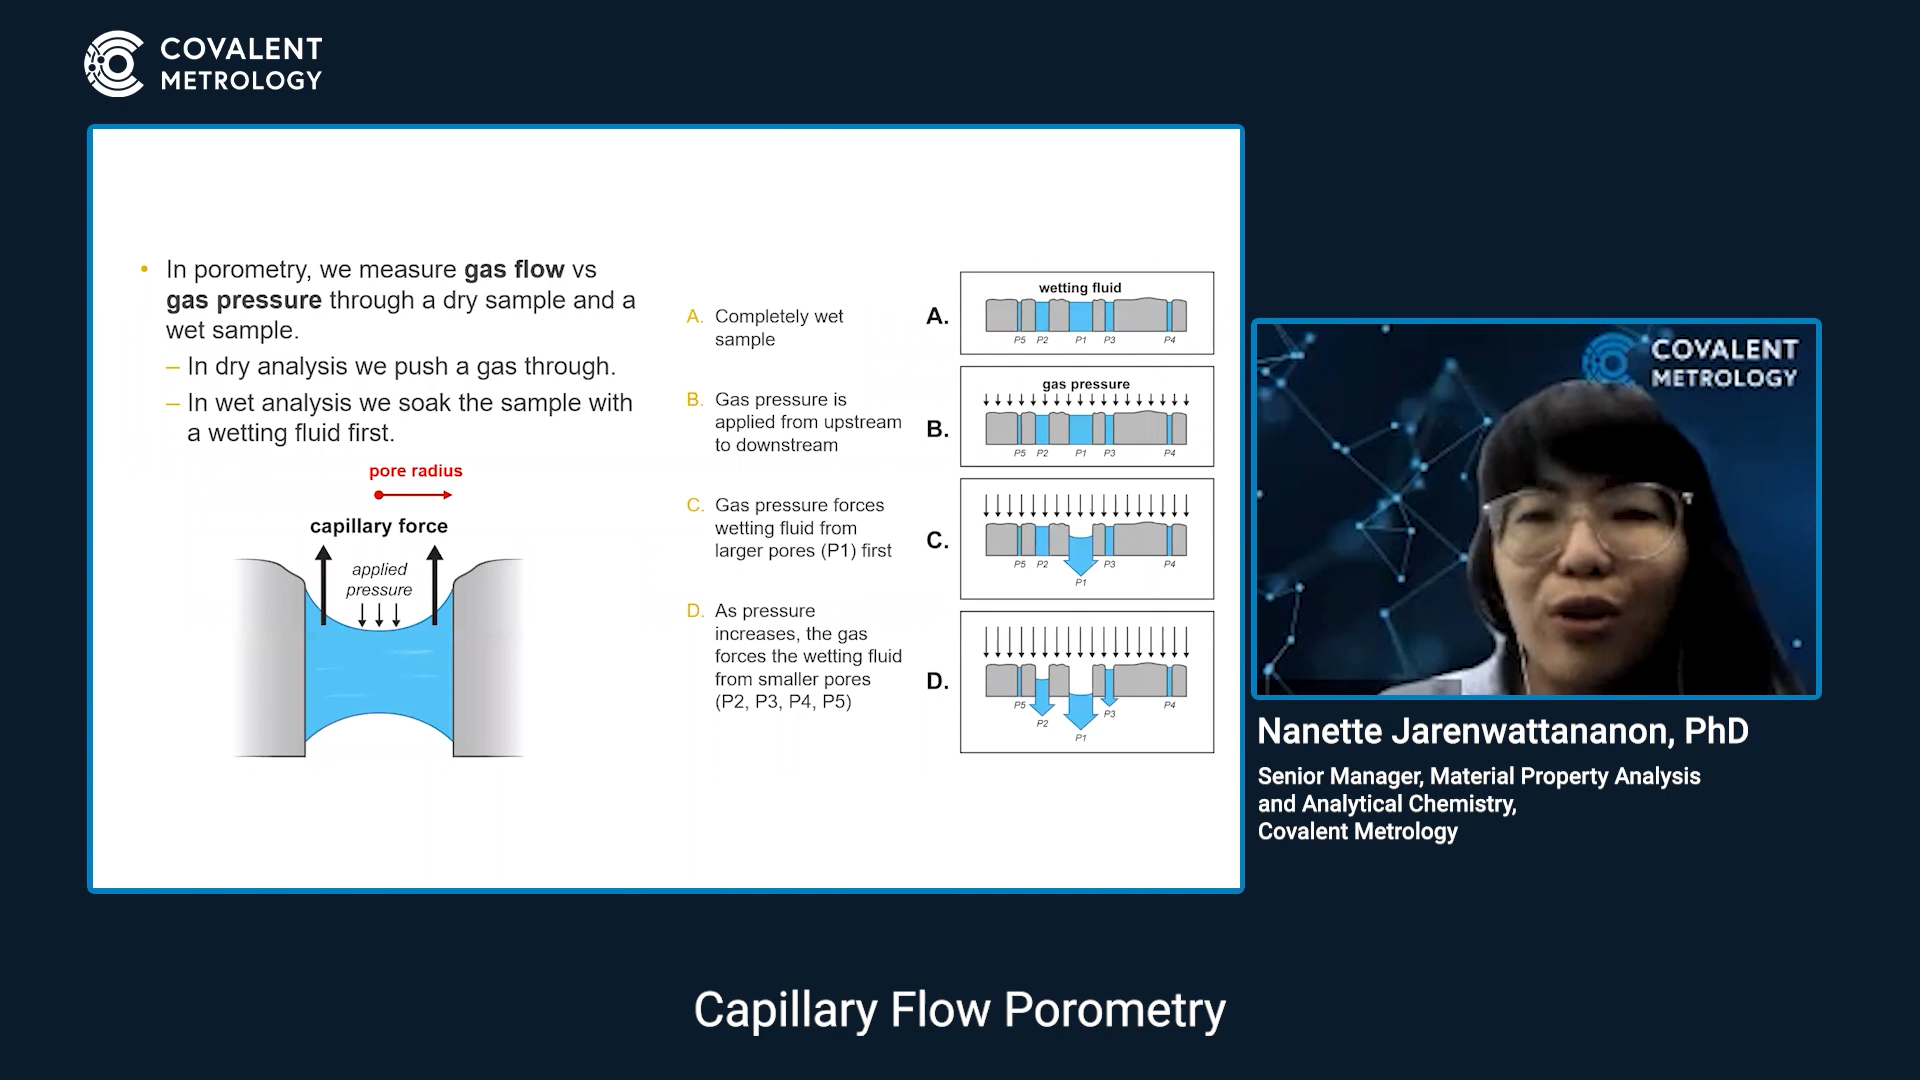 COVALENT
METROLOGY
• In porometry, we measure gas flow vs
gas pressure through a dry sample and a
wet sample.
– In dry analysis we push a gas through.
– In wet analysis we soak the sample with
a wetting fluid first.
pore radius
capillary force
applied
pressure
A. Completely wet
sample
B. Gas pressure is
applied from upstream
to downstream
C. Gas pressure forces
wetting fluid from
larger pores (P1) first
D. As pressure
increases, the gas
forces the wetting fluid
from smaller pores
(P2, P3, P4, P5)
A.
wetting fluid
P5 P2 P1 P3 P4
B.
gas pressure
P5 P2 P1 P3 P4
C.
P5 P2 P3 P4
P1
D.
P5 P4
P3
P2
P1
COVALENT
METROLOGY
Nanette Jarenwattananon, PhD
Senior Manager, Material Property Analysis
and Analytical Chemistry,
Covalent Metrology
Capillary Flow Porometry